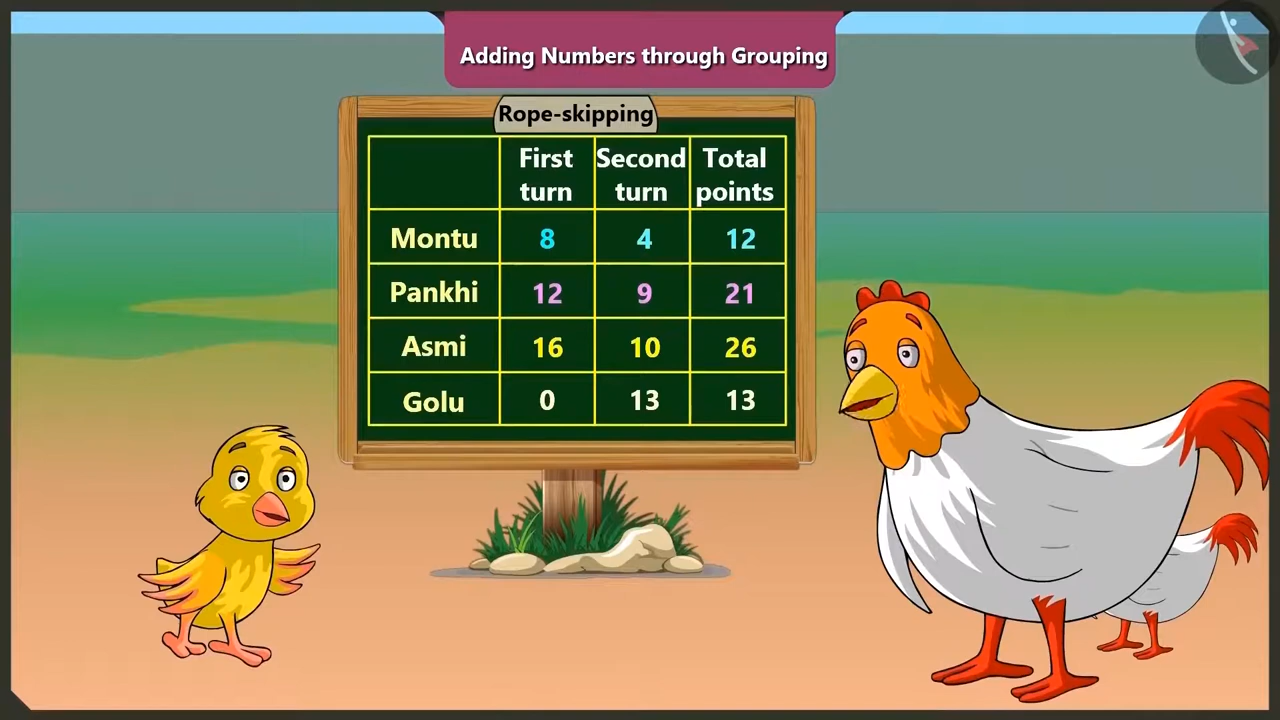 Adding Numbers through Grouping
Rope-skipping
First turn Second turn Total points
Montu 8 4 12
Pankhi 12 9 21
Asmi 16 10 26
Golu 0 13 13